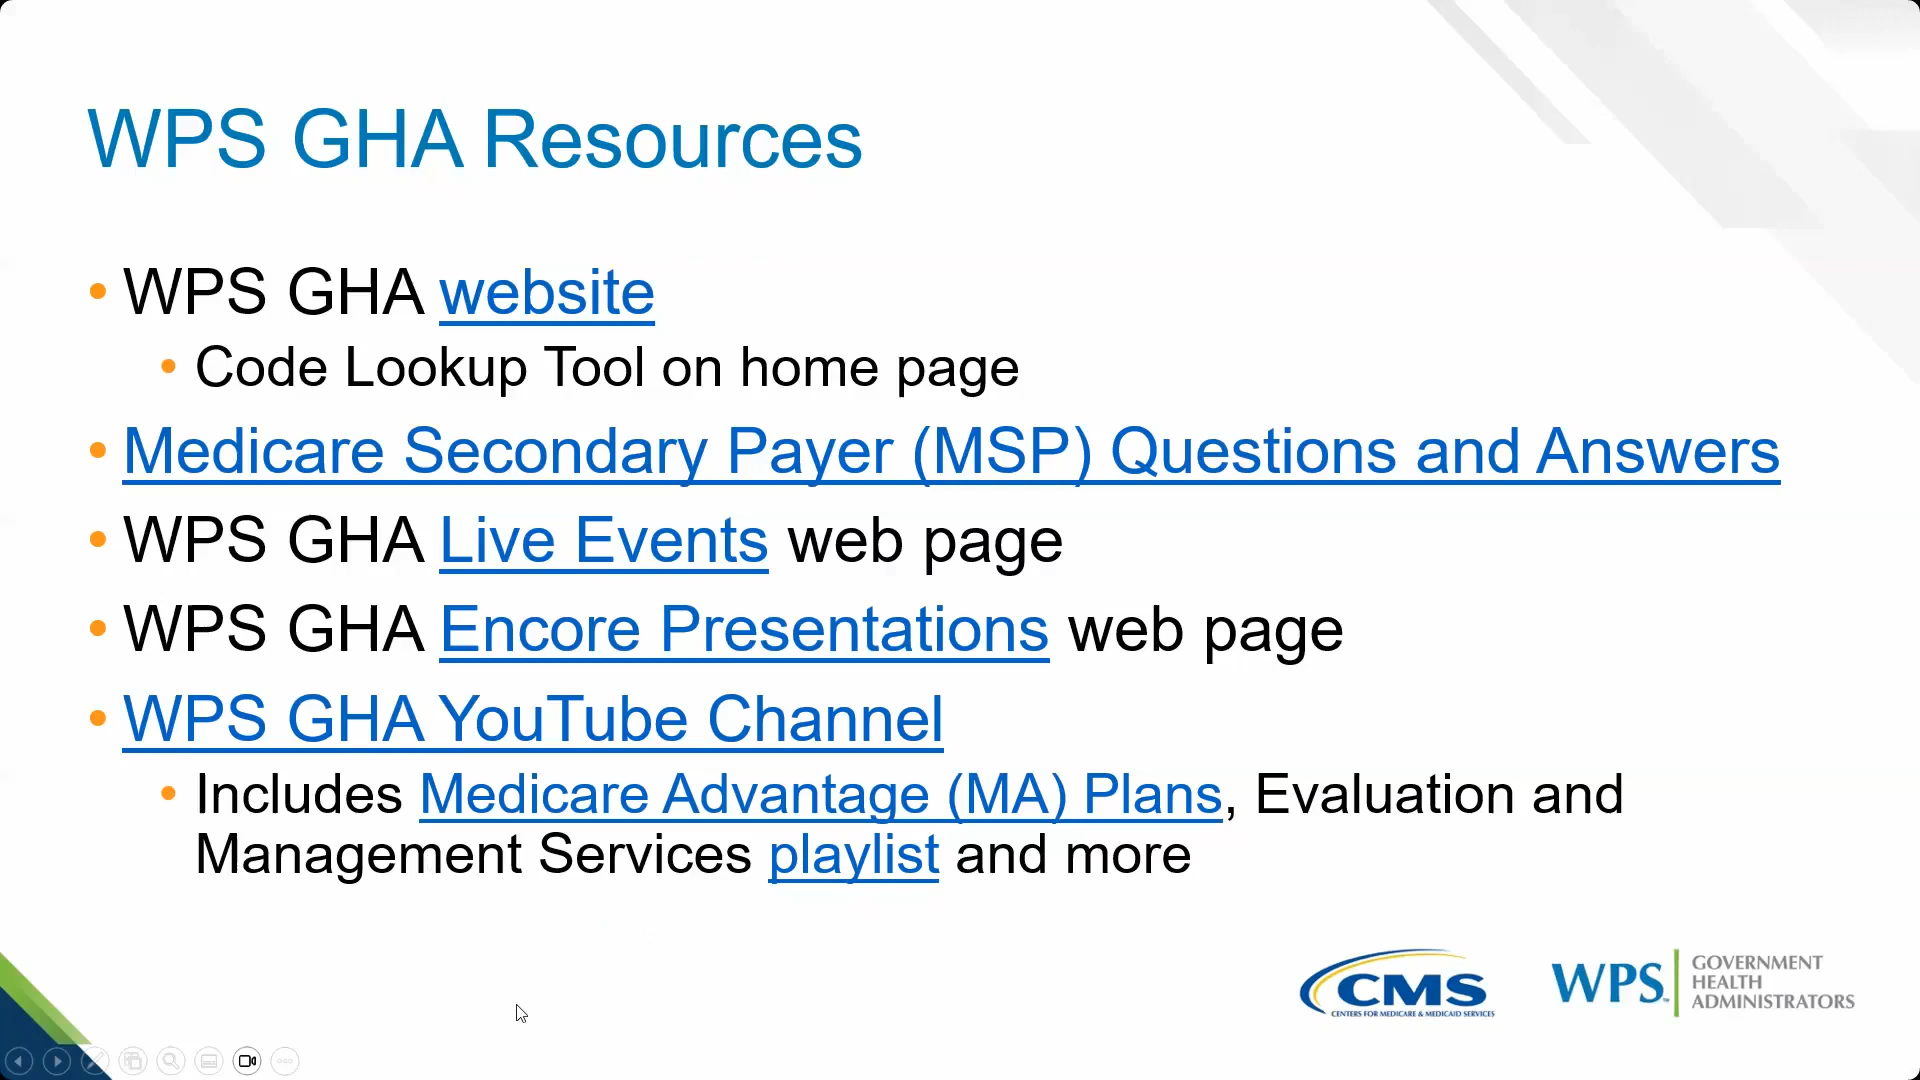 WPS GHA Resources
• WPS GHA website
• Code Lookup Tool on home page
• Medicare Secondary Payer (MSP) Questions and Answers
• WPS GHA Live Events web page
• WPS GHA Encore Presentations web page
• WPS GHA YouTube Channel
• Includes Medicare Advantage (MA) Plans, Evaluation and
Management Services playlist and more
CMS
CENTERS FOR MEDICARE & MEDICAID SERVICES
WPS
GOVERNMENT
HEALTH
ADMINISTRATORS